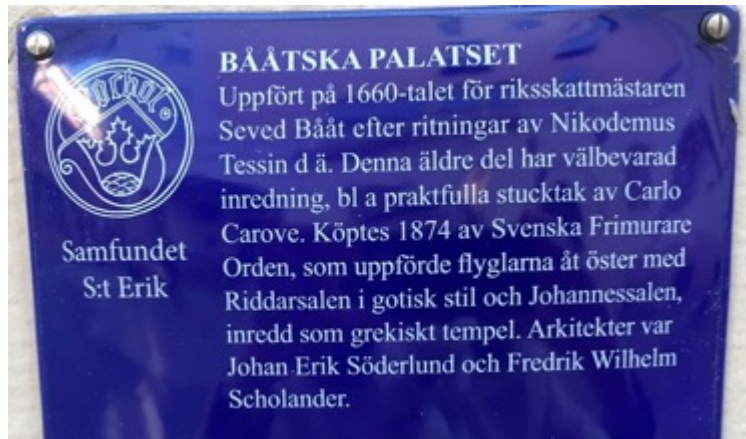 BÅÅTSKA PALATSET
Uppfört på 1660-talet för riksskattmästaren
Seved Bååt efter ritningar av Nikodemus
Tessin d ä. Denna äldre del har välbevarad
inredning, bl a praktfulla stucktak av Carlo
Carove. Köptes 1874 av Svenska Frimurare
Orden, som uppförde flyglarna åt öster med
Riddarsalen i gotisk stil och Johannessalen,
inredd som grekiskt tempel. Arkitekter var
Johan Erik Söderlund och Fredrik Wilhelm
Scholander.
Samfundet
S:t Erik